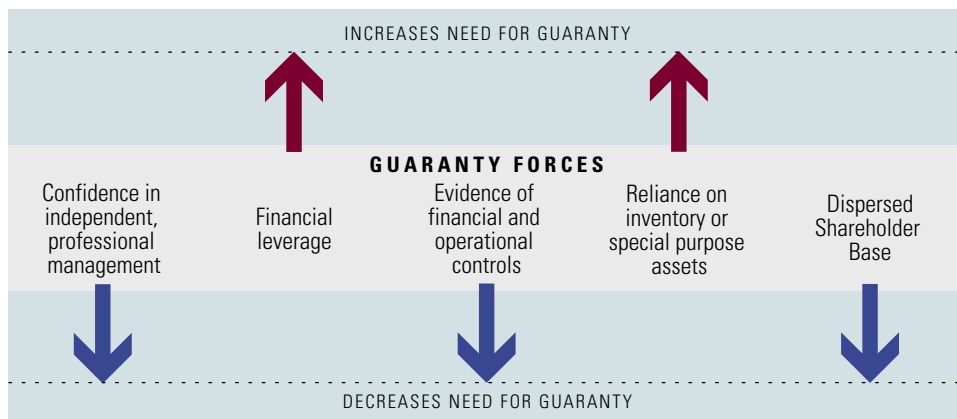 INCREASES NEED FOR GUARANTY
GUARANTY FORCES
Confidence in
independent,
professional
management
Financial
leverage
Evidence of
financial and
operational
controls
Reliance on
inventory or
special purpose
assets
Dispersed
Shareholder
Base
DECREASES NEED FOR GUARANTY